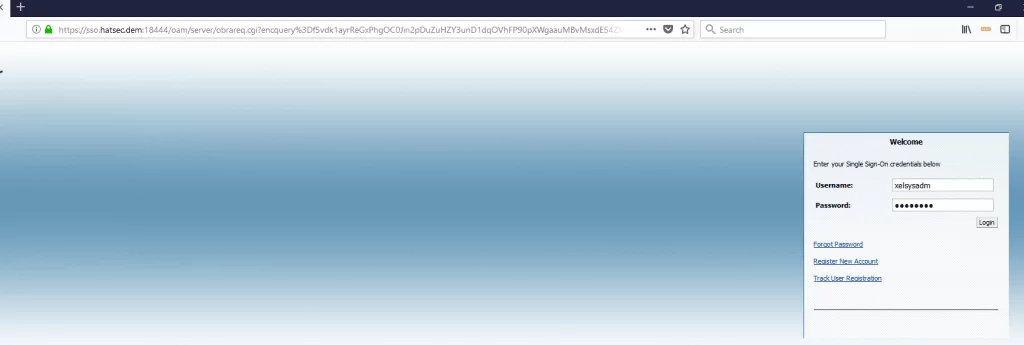 https://sso.hatsec.dem:18444/oam/server/obrareq.cgi?encquery%3Df5vdk1ayrReGxPhgOC0Jin2pDuZuHZY3unD1dqOVhFP90pXWgaauMBvMsxdES4Z
Search
Welcome
Enter your Single Sign-On credentials below
Username: xelsysadm
Password: ●●●●●●●●
Login
Forgot Password
Register New Account
Track User Registration